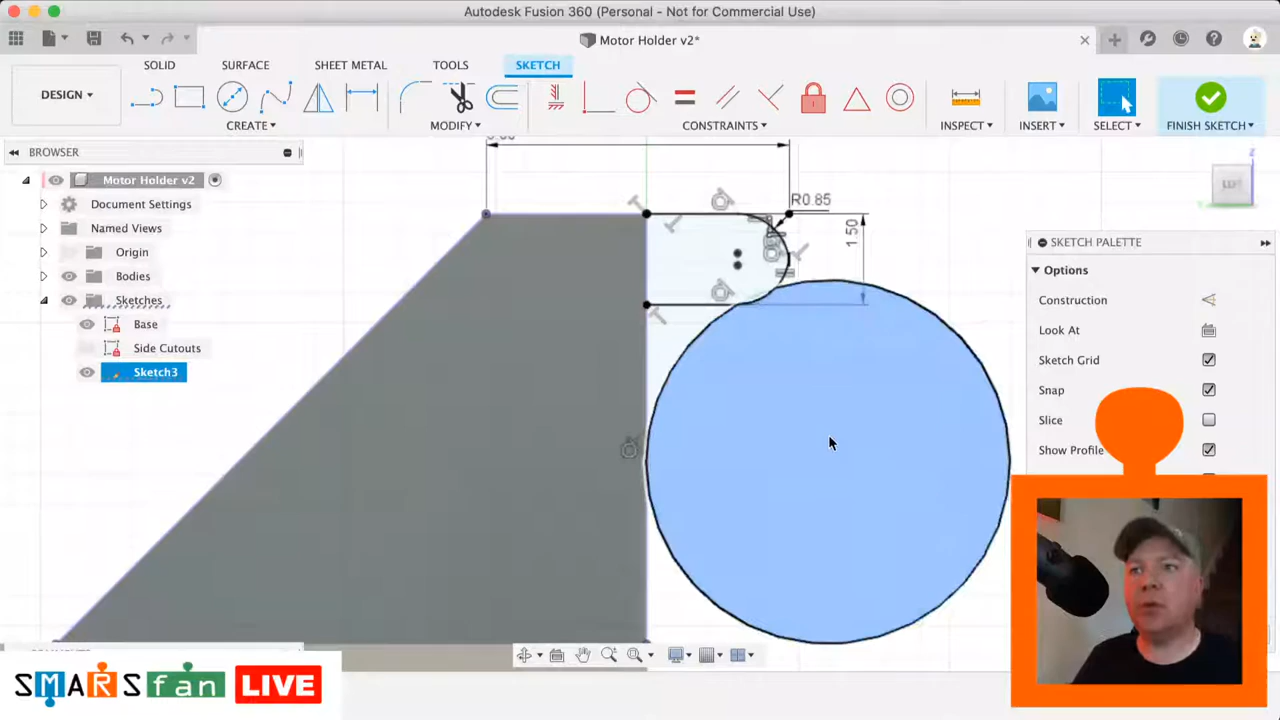 Autodesk Fusion 360 (Personal - Not for Commercial Use)
Motor Holder v2*
DESIGN
SOLID
SURFACE
SHEET METAL
TOOLS
SKETCH
CREATE
MODIFY
CONSTRAINTS
INSPECT
INSERT
SELECT
FINISH SKETCH
BROWSER
Motor Holder v2
Document Settings
Named Views
Origin
Bodies
Sketches
Base
Side Cutouts
Sketch3
R0.85
1.50
SKETCH PALETTE
Options
Construction
Look At
Sketch Grid
Snap
Slice
Show Profile
SMARS fan LIVE